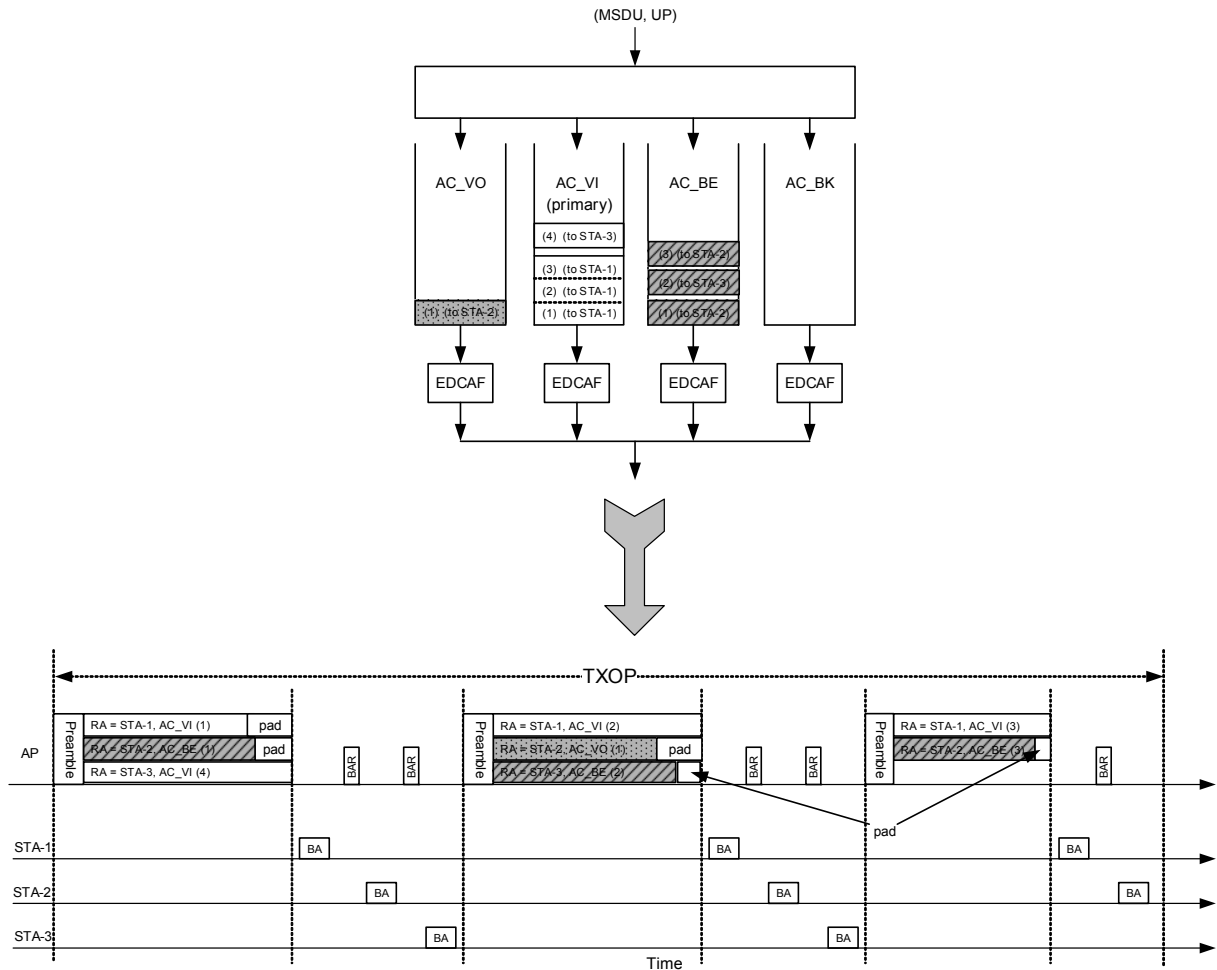 (MSDU, UP)
AC_VO
AC_VI
(primary)
AC_BE
AC_BK
(4) (to STA-3)
(3) (to STA-1)
(2) (to STA-1)
(1) (to STA-1)
(3) (to STA-2)
(2) (to STA-3)
(1) (to STA-2)
(1) (to STA-2)
EDCAF
EDCAF
EDCAF
EDCAF
TXOP
AP
Preamble
RA = STA-1, AC_VI (1)
pad
RA = STA-2, AC_BE (1)
pad
RA = STA-3, AC_VI (4)
BAR
BAR
Preamble
RA = STA-1, AC_VI (2)
RA = STA-2, AC_VO (1)
pad
RA = STA-3, AC_BE (2)
BAR
BAR
Preamble
RA = STA-1, AC_VI (3)
RA = STA-2, AC_BE (3)
BAR
pad
STA-1
BA
BA
BA
STA-2
BA
BA
BA
STA-3
BA
BA
Time